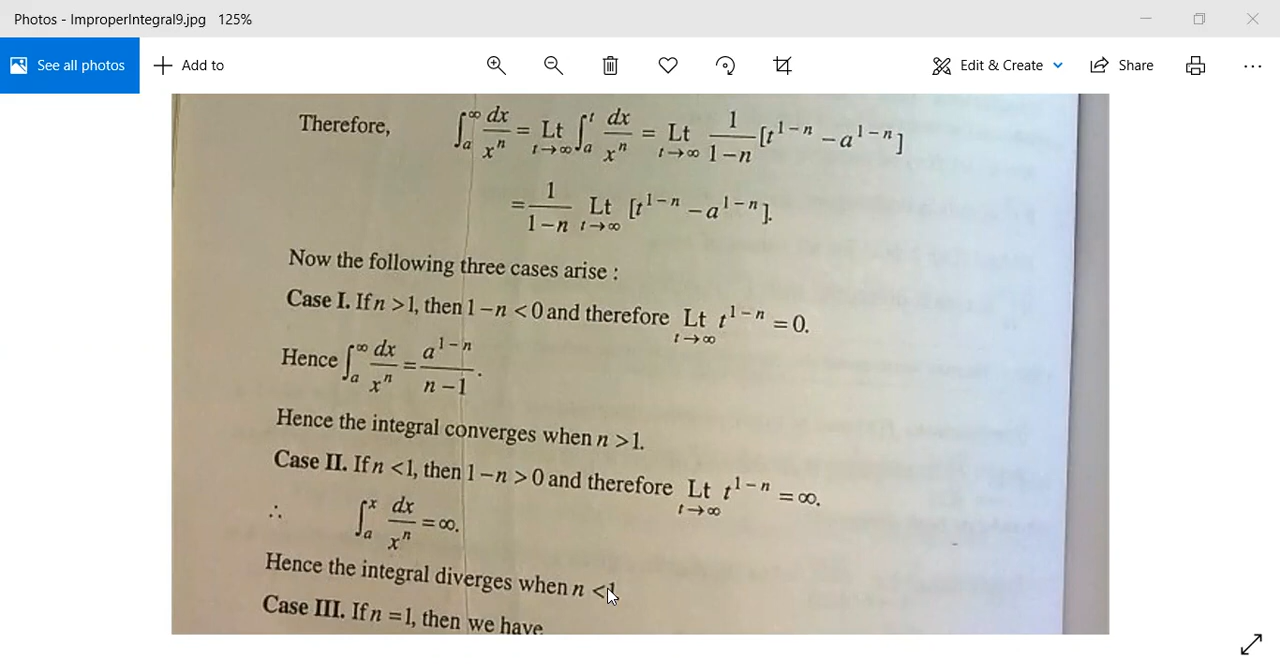 Photos - ImproperIntegral9.jpg 125%
See all photos
Add to
Edit & Create
Share
Therefore, ∫ₐ^∞ dx/xⁿ = Lt_{t→∞} ∫ₐ^t dx/xⁿ = Lt_{t→∞} 1/(1−n) [t^{1−n} − a^{1−n}]
= 1/(1−n) Lt_{t→∞} [t^{1−n} − a^{1−n}].
Now the following three cases arise :
Case I. If n >1, then 1−n <0 and therefore Lt_{t→∞} t^{1−n} = 0.
Hence ∫ₐ^∞ dx/xⁿ = a^{1−n}/(n−1).
Hence the integral converges when n >1.
Case II. If n <1, then 1−n >0 and therefore Lt_{t→∞} t^{1−n} = ∞.
∴ ∫ₐ^x dx/xⁿ = ∞.
Hence the integral diverges when n <1
Case III. If n =1, then we have